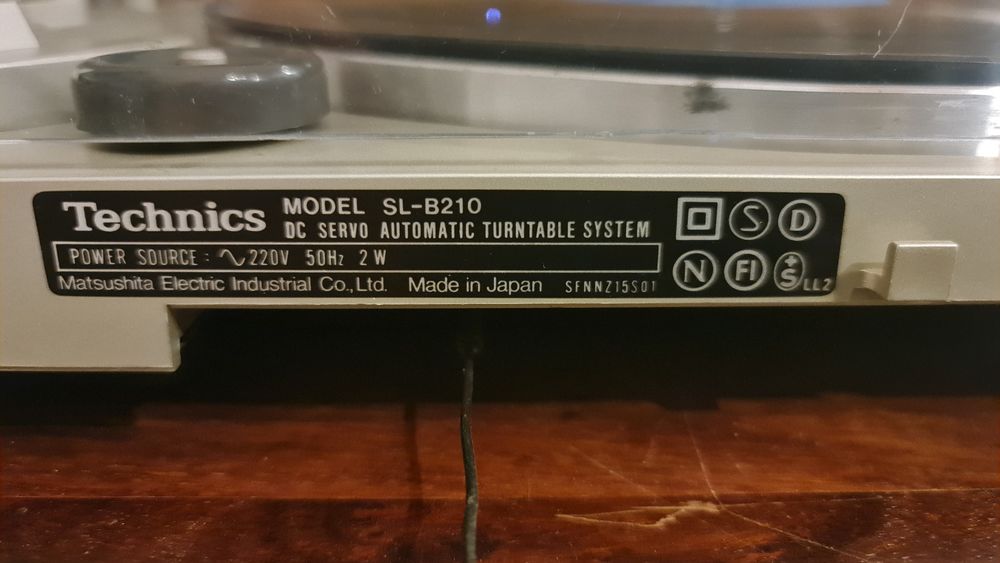 Technics MODEL SL-B210
DC SERVO AUTOMATIC TURNTABLE SYSTEM
POWER SOURCE : ∿ 220V 50Hz 2W
Matsushita Electric Industrial Co., Ltd. Made in Japan SFNNZ15S01
S D
N FI +S LL2